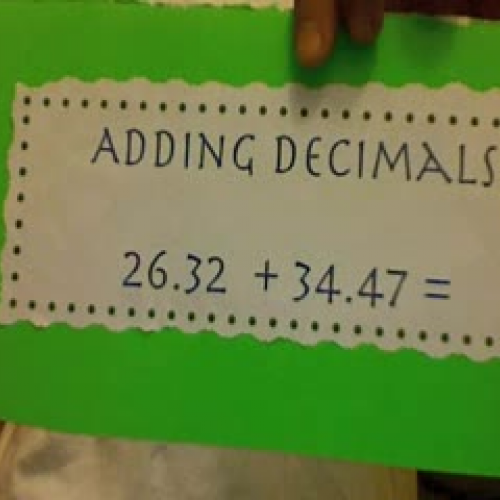 ADDING DECIMALS
26.32 + 34.47 =